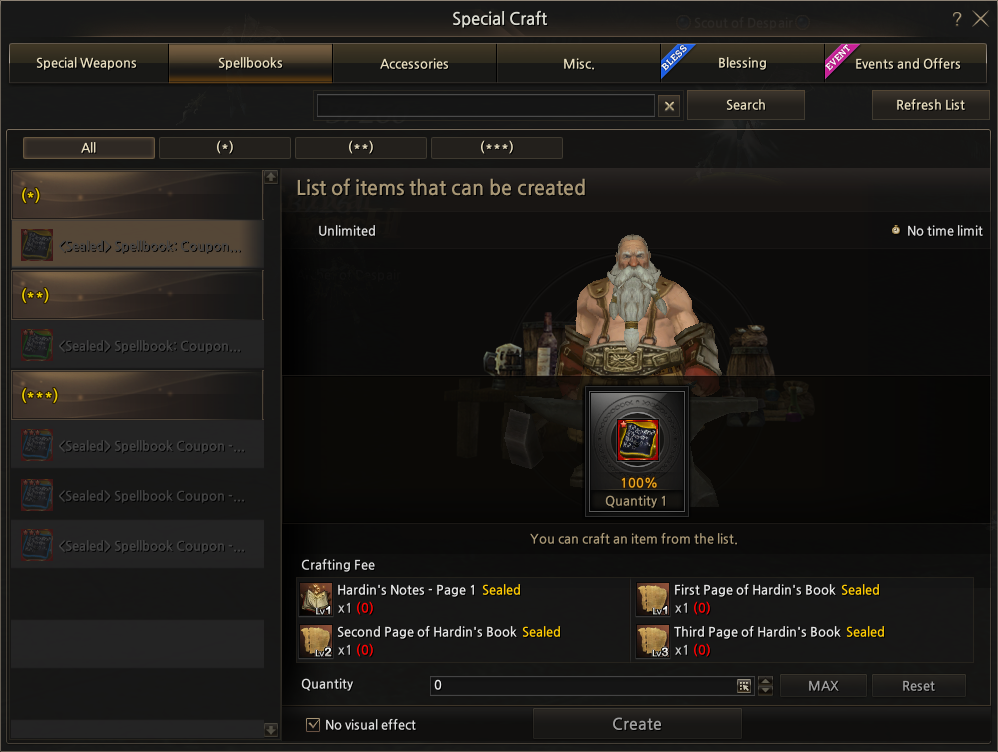 Special Craft
Scout of Despair
?
Special Weapons
Spellbooks
Accessories
Misc.
BLESS
Blessing
EVENT
Events and Offers
Search
Refresh List
All
(*)
(**)
(***)
(*)
<Sealed> Spellbook: Coupon...
(**)
<Sealed> Spellbook: Coupon...
(***)
<Sealed> Spellbook Coupon -...
<Sealed> Spellbook Coupon -...
<Sealed> Spellbook Coupon -...
List of items that can be created
Unlimited
No time limit
100%
Quantity 1
You can craft an item from the list.
Crafting Fee
Lv1
Hardin's Notes - Page 1 Sealed
x1 (0)
Lv1
First Page of Hardin's Book Sealed
x1 (0)
Lv2
Second Page of Hardin's Book Sealed
x1 (0)
Lv3
Third Page of Hardin's Book Sealed
x1 (0)
Quantity
0
MAX
Reset
No visual effect
Create